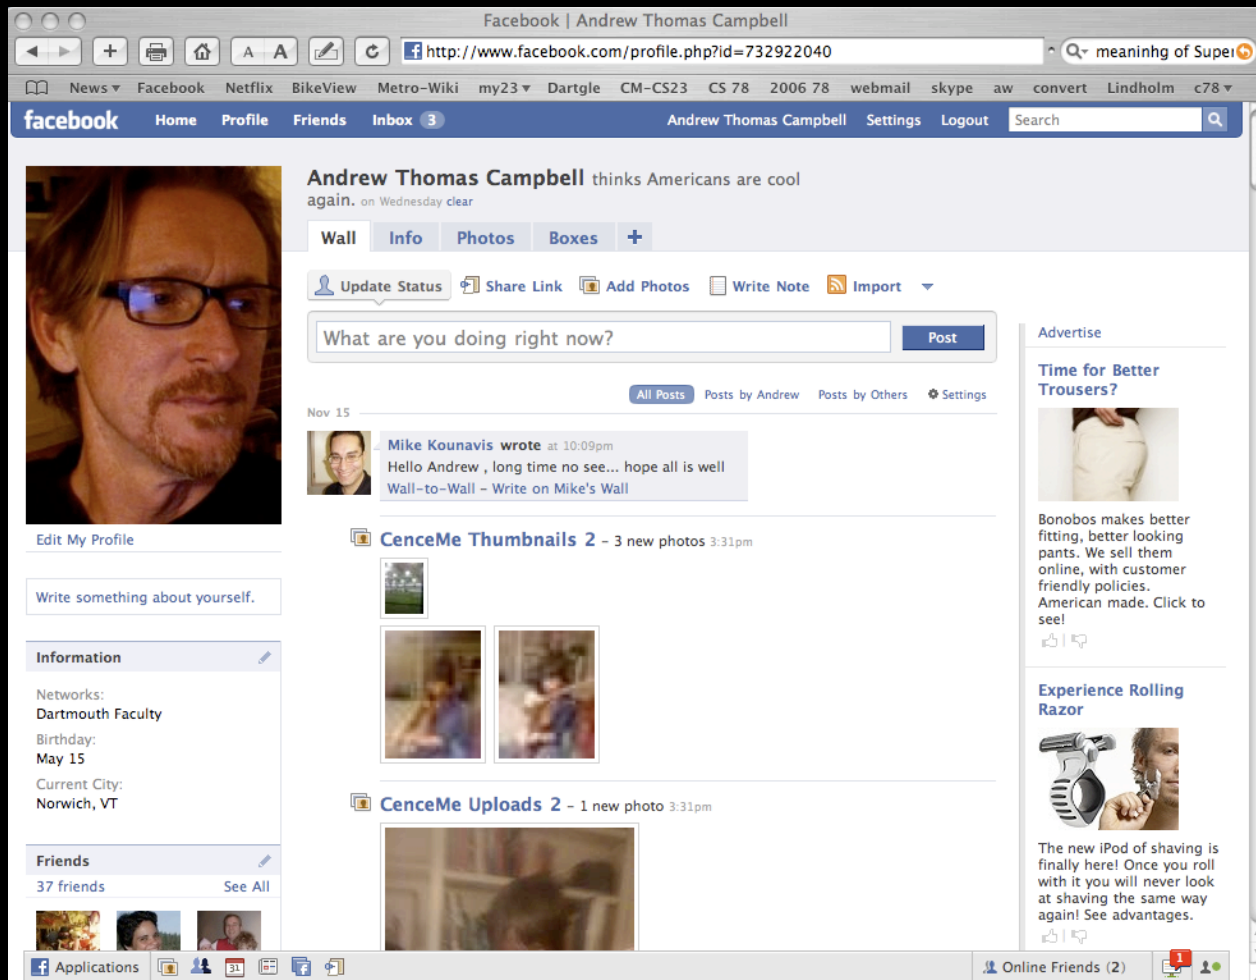 Facebook | Andrew Thomas Campbell
A A
http://www.facebook.com/profile.php?id=732922040
meaninhg of Super
News Facebook Netflix BikeView Metro-Wiki my23 Dartgle CM-CS23 CS 78 2006 78 webmail skype aw convert Lindholm c78
facebook Home Profile Friends Inbox 3 Andrew Thomas Campbell Settings Logout Search
Andrew Thomas Campbell thinks Americans are cool
again. on Wednesday clear
Wall Info Photos Boxes +
Update Status Share Link Add Photos Write Note Import
What are you doing right now? Post
All Posts Posts by Andrew Posts by Others Settings
Nov 15
Mike Kounavis wrote at 10:09pm
Hello Andrew , long time no see... hope all is well
Wall-to-Wall - Write on Mike's Wall
CenceMe Thumbnails 2 - 3 new photos 3:31pm
CenceMe Uploads 2 - 1 new photo 3:31pm
Edit My Profile
Write something about yourself.
Information
Networks:
Dartmouth Faculty
Birthday:
May 15
Current City:
Norwich, VT
Friends
37 friends See All
Advertise
Time for Better
Trousers?
Bonobos makes better
fitting, better looking
pants. We sell them
online, with customer
friendly policies.
American made. Click to
see!
Experience Rolling
Razor
The new iPod of shaving is
finally here! Once you roll
with it you will never look
at shaving the same way
again! See advantages.
Applications 31 Online Friends (2) 1